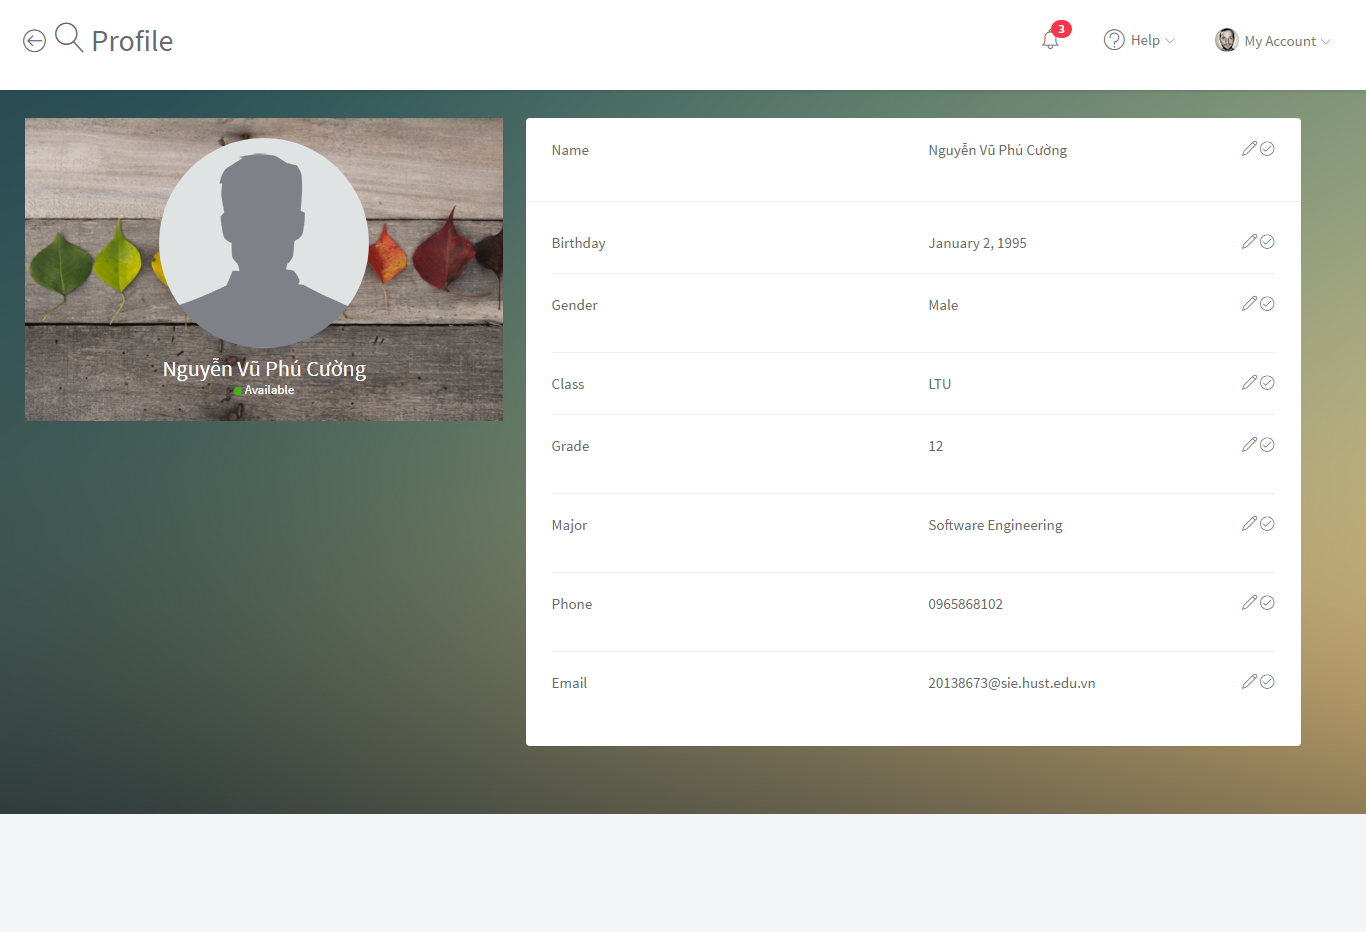 Profile
3
Help
My Account
Nguyễn Vũ Phú Cường
Available
Name Nguyễn Vũ Phú Cường
Birthday January 2, 1995
Gender Male
Class LTU
Grade 12
Major Software Engineering
Phone 0965868102
Email 20138673@sie.hust.edu.vn